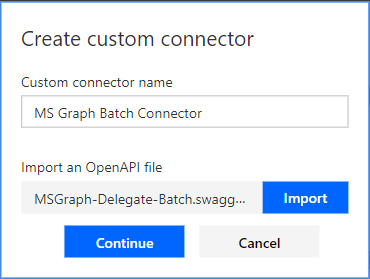 Create custom connector
Custom connector name
MS Graph Batch Connector
Import an OpenAPI file
MSGraph-Delegate-Batch.swagg... Import
Continue Cancel